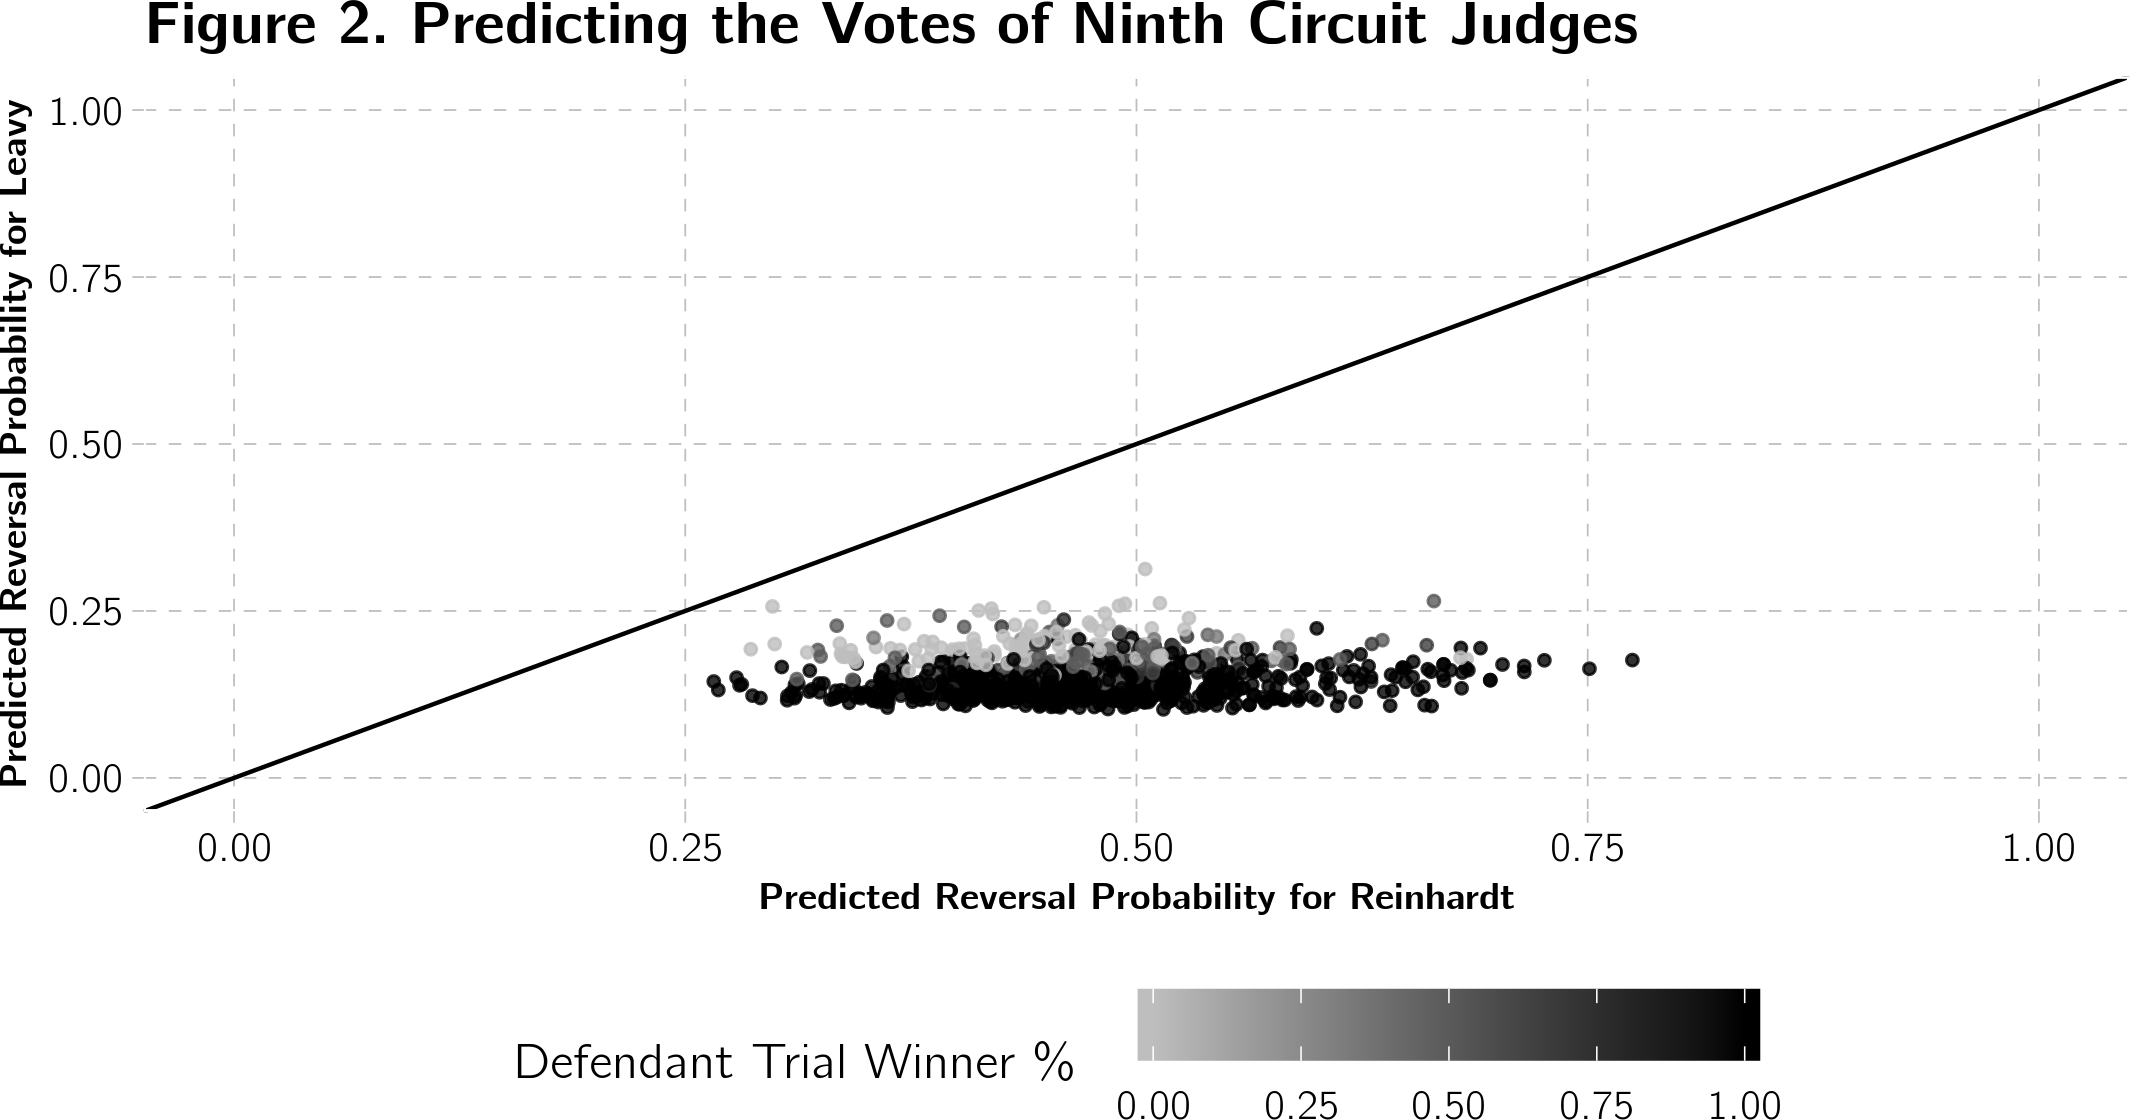 Figure 2. Predicting the Votes of Ninth Circuit Judges
Predicted Reversal Probability for Leavy
1.00
0.75
0.50
0.25
0.00
0.00 0.25 0.50 0.75 1.00
Predicted Reversal Probability for Reinhardt
Defendant Trial Winner %
0.00 0.25 0.50 0.75 1.00